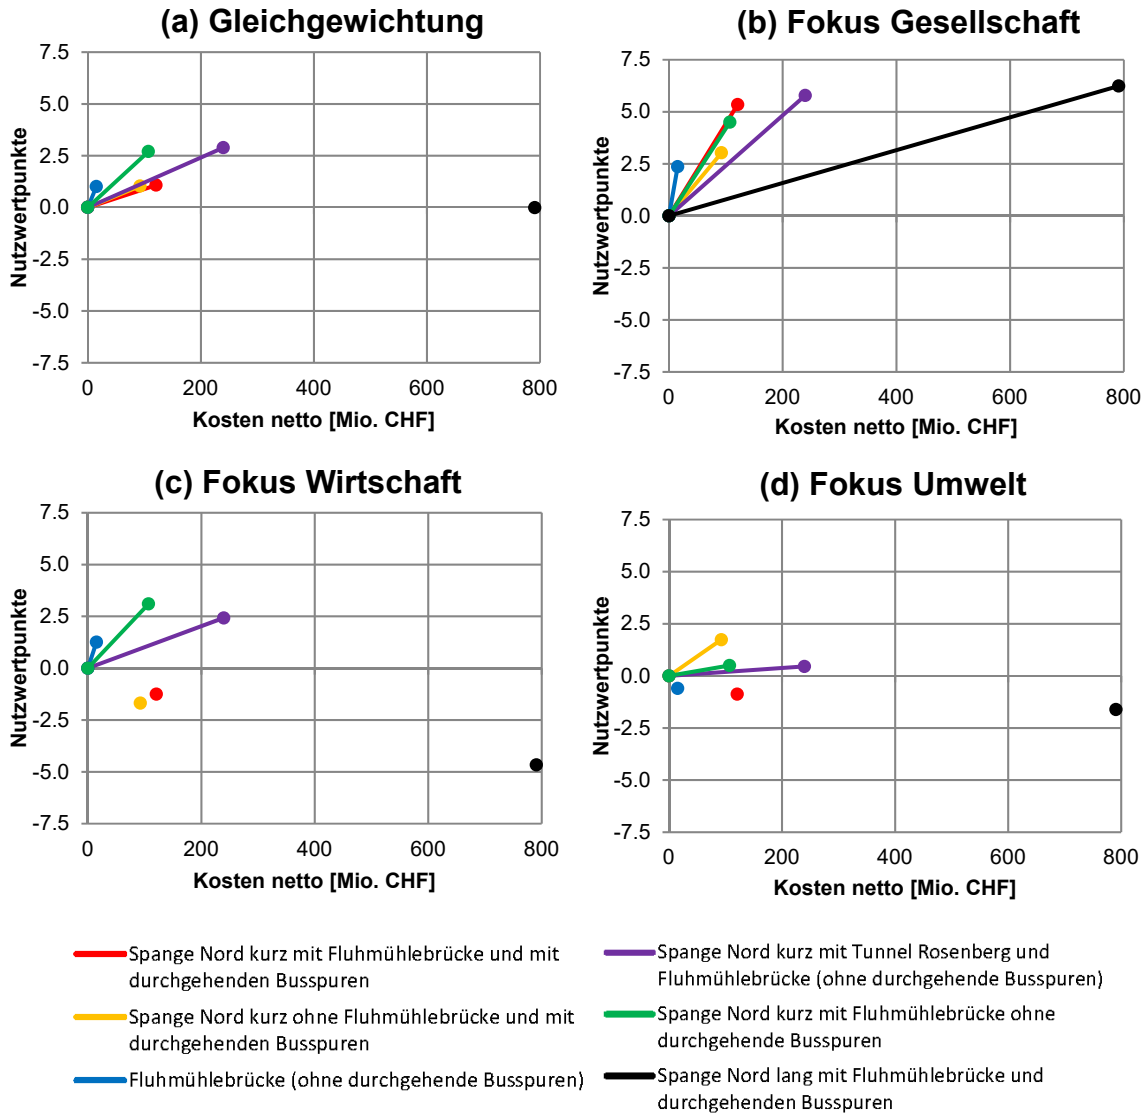 (a) Gleichgewichtung
7.5
5.0
2.5
0.0
-2.5
-5.0
-7.5
Nutzwertpunkte
0 200 400 600 800
Kosten netto [Mio. CHF]
(b) Fokus Gesellschaft
7.5
5.0
2.5
0.0
-2.5
-5.0
-7.5
Nutzwertpunkte
0 200 400 600 800
Kosten netto [Mio. CHF]
(c) Fokus Wirtschaft
7.5
5.0
2.5
0.0
-2.5
-5.0
-7.5
Nutzwertpunkte
0 200 400 600 800
Kosten netto [Mio. CHF]
(d) Fokus Umwelt
7.5
5.0
2.5
0.0
-2.5
-5.0
-7.5
Nutzwertpunkte
0 200 400 600 800
Kosten netto [Mio. CHF]
Spange Nord kurz mit Fluhmühlebrücke und mit
durchgehenden Busspuren
Spange Nord kurz ohne Fluhmühlebrücke und mit
durchgehenden Busspuren
Fluhmühlebrücke (ohne durchgehende Busspuren)
Spange Nord kurz mit Tunnel Rosenberg und
Fluhmühlebrücke (ohne durchgehende Busspuren)
Spange Nord kurz mit Fluhmühlebrücke ohne
durchgehende Busspuren
Spange Nord lang mit Fluhmühlebrücke und
durchgehenden Busspuren